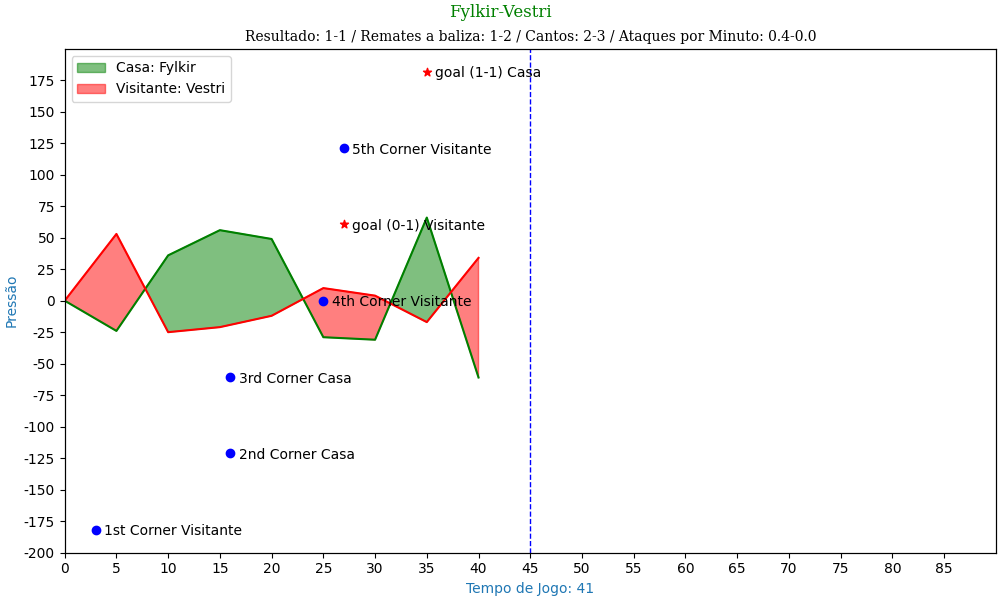 Fylkir-Vestri
Resultado: 1-1 / Remates a baliza: 1-2 / Cantos: 2-3 / Ataques por Minuto: 0.4-0.0
Casa: Fylkir
Visitante: Vestri
goal (1-1) Casa
5th Corner Visitante
goal (0-1) Visitante
4th Corner Visitante
3rd Corner Casa
2nd Corner Casa
1st Corner Visitante
Pressão
175
150
125
100
75
50
25
0
-25
-50
-75
-100
-125
-150
-175
-200
0 5 10 15 20 25 30 35 40 45 50 55 60 65 70 75 80 85
Tempo de Jogo: 41